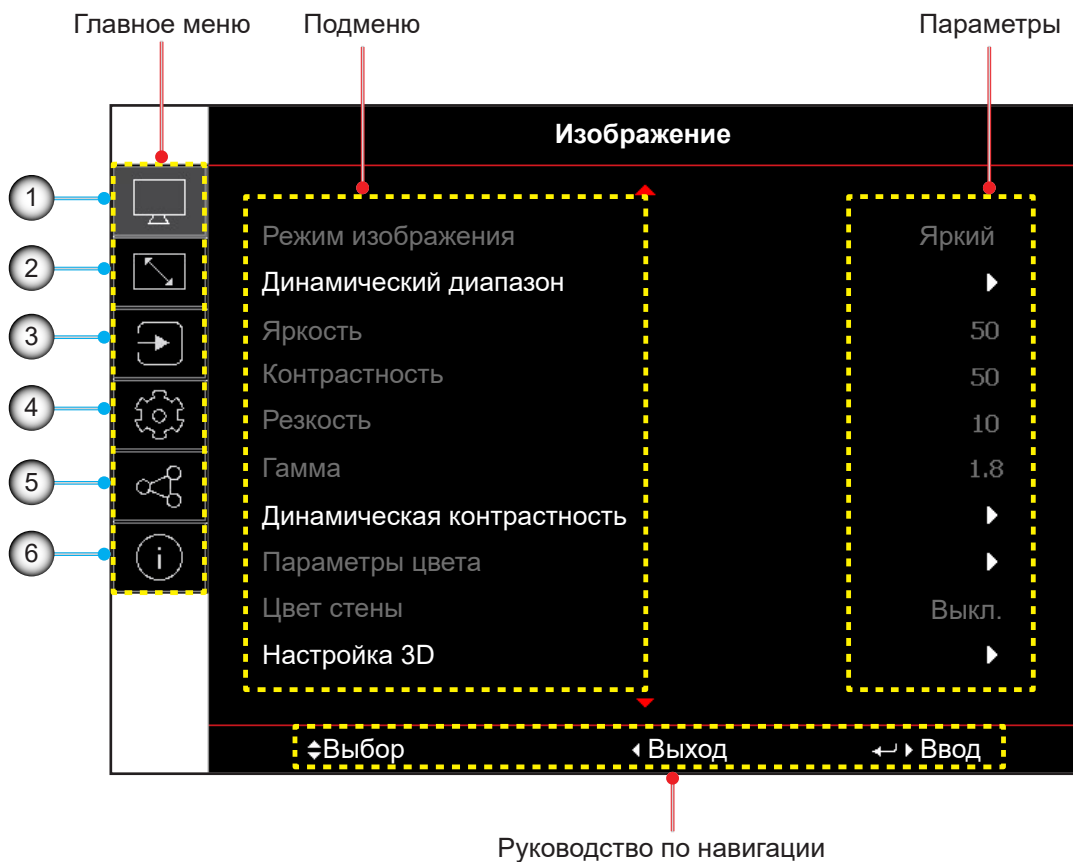 Главное меню Подменю Параметры
Изображение
1
2
3
4
5
6
Режим изображения Яркий
Динамический диапазон
Яркость 50
Контрастность 50
Резкость 10
Гамма 1.8
Динамическая контрастность
Параметры цвета
Цвет стены Выкл.
Настройка 3D
Выбор Выход Ввод
Руководство по навигации